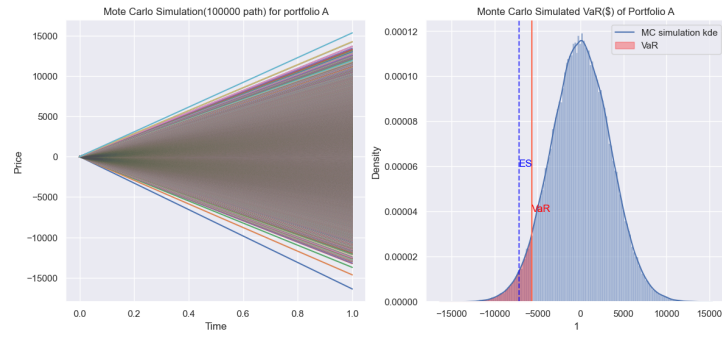 Mote Carlo Simulation(100000 path) for portfolio A
Price
15000
10000
5000
0
−5000
−10000
−15000
0.0 0.2 0.4 0.6 0.8 1.0
Time
Monte Carlo Simulated VaR($) of Portfolio A
MC simulation kde
VaR
Density
0.00012
0.00010
0.00008
0.00006
0.00004
0.00002
0.00000
ES
VaR
−15000 −10000 −5000 0 5000 10000 15000
1